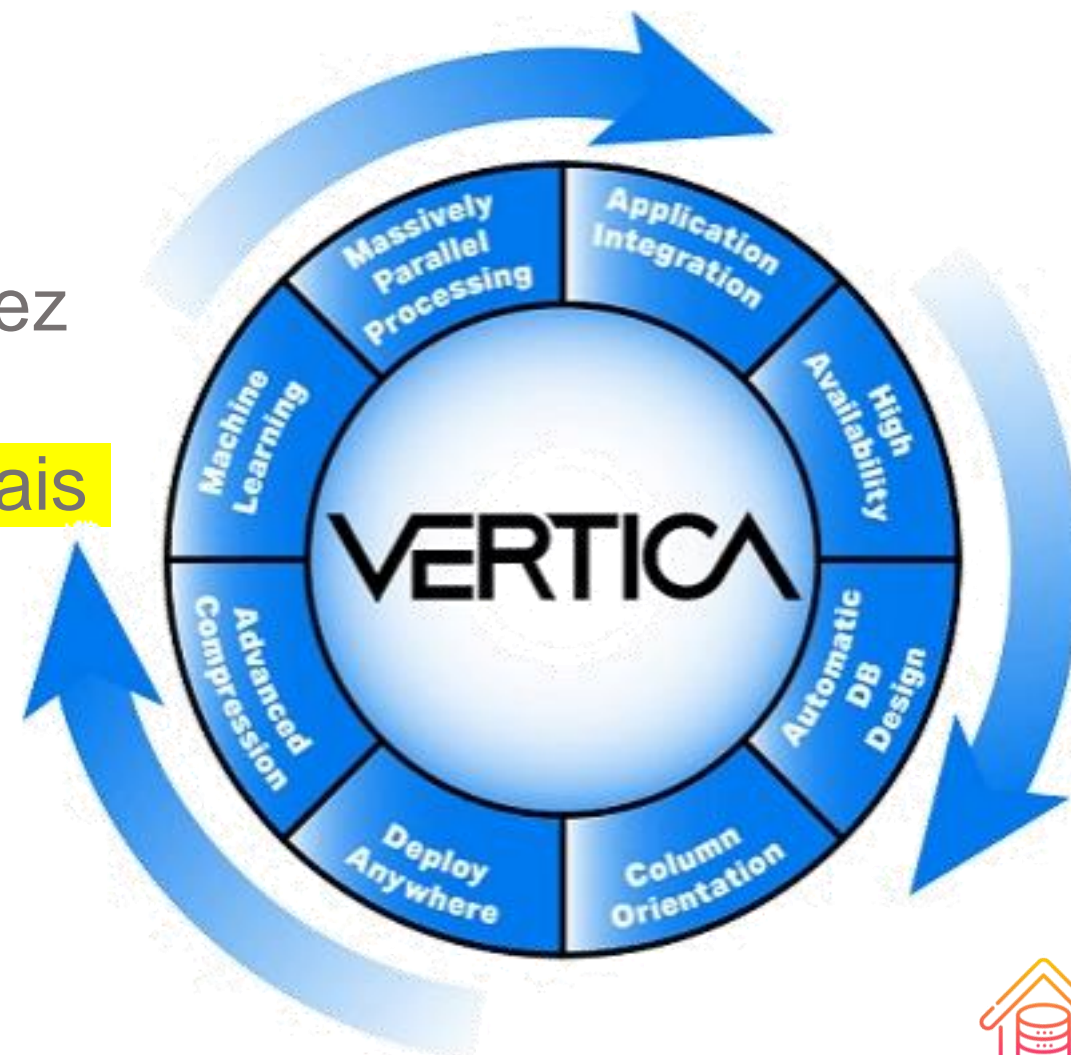 ez
ais
Massively
Parallel
Processing
Application
Integration
High
Availability
Automatic
DB
Design
Column
Orientation
Deploy
Anywhere
Advanced
Compression
Machine
Learning
VERTICA